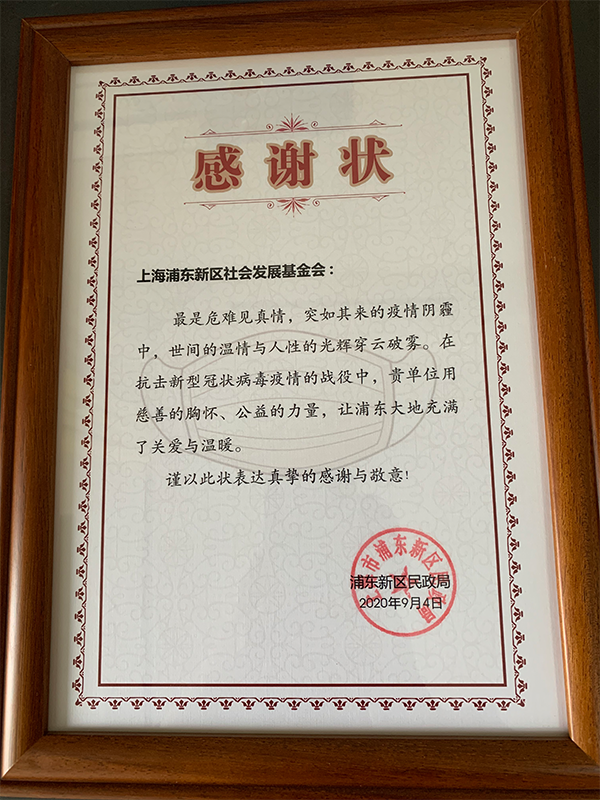 感谢状
上海浦东新区社会发展基金会：
最是危难见真情，突如其来的疫情阴霾
中，世间的温情与人性的光辉穿云破雾。在
抗击新型冠状病毒疫情的战役中，贵单位用
慈善的胸怀、公益的力量，让浦东大地充满
了关爱与温暖。
谨以此状表达真挚的感谢与敬意！
市浦东新区
浦东新区民政局
2020年9月4日